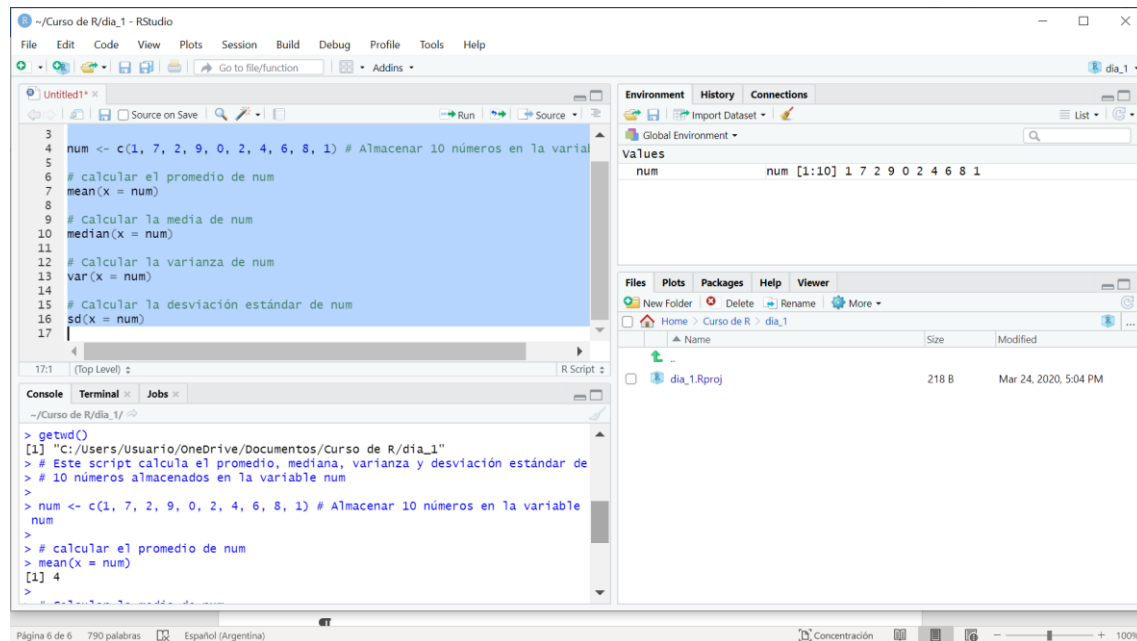 ~/Curso de R/dia_1 - RStudio
File Edit Code View Plots Session Build Debug Profile Tools Help
Go to file/function Addins dia_1
Untitled1*
Source on Save Run Source
3
4 num <- c(1, 7, 2, 9, 0, 2, 4, 6, 8, 1) # Almacenar 10 números en la variab
5
6 # calcular el promedio de num
7 mean(x = num)
8
9 # Calcular la media de num
10 median(x = num)
11
12 # Calcular la varianza de num
13 var(x = num)
14
15 # Calcular la desviación estándar de num
16 sd(x = num)
17
17:1 (Top Level) R Script
Console Terminal Jobs
~/Curso de R/dia_1/
> getwd()
[1] "C:/Users/Usuario/OneDrive/Documentos/Curso de R/dia_1"
> # Este script calcula el promedio, mediana, varianza y desviación estándar de
> # 10 números almacenados en la variable num
>
> num <- c(1, 7, 2, 9, 0, 2, 4, 6, 8, 1) # Almacenar 10 números en la variable
num
>
> # calcular el promedio de num
> mean(x = num)
[1] 4
>
Environment History Connections
Import Dataset List
Global Environment
Values
num num [1:10] 1 7 2 9 0 2 4 6 8 1
Files Plots Packages Help Viewer
New Folder Delete Rename More
Home > Curso de R > dia_1
Name Size Modified
..
dia_1.Rproj 218 B Mar 24, 2020, 5:04 PM
Página 6 de 6 790 palabras Español (Argentina) Concentración 100%